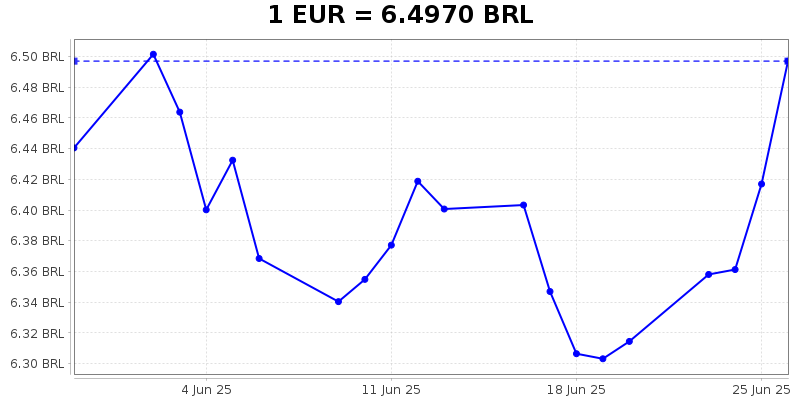 1 EUR = 6.4970 BRL
6.50 BRL
6.48 BRL
6.46 BRL
6.44 BRL
6.42 BRL
6.40 BRL
6.38 BRL
6.36 BRL
6.34 BRL
6.32 BRL
6.30 BRL
4 Jun 25
11 Jun 25
18 Jun 25
25 Jun 25